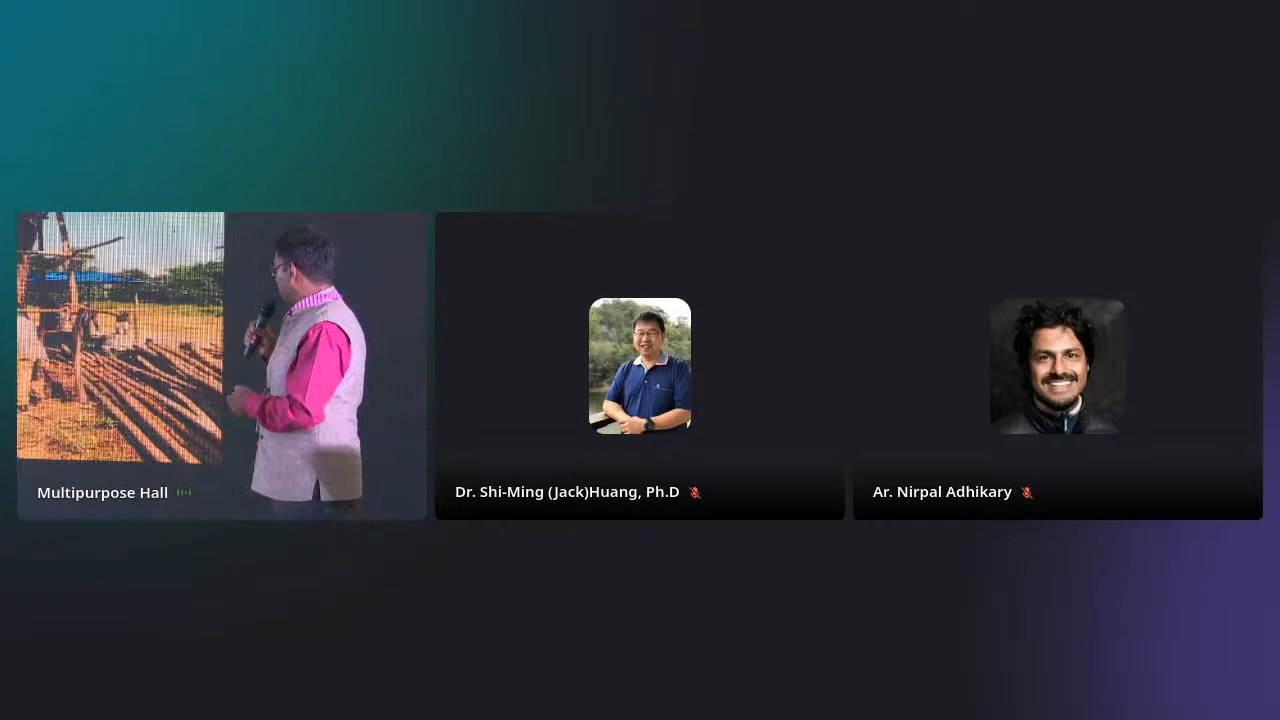 Multipurpose Hall
Dr. Shi-Ming (Jack)Huang, Ph.D
Ar. Nirpal Adhikary